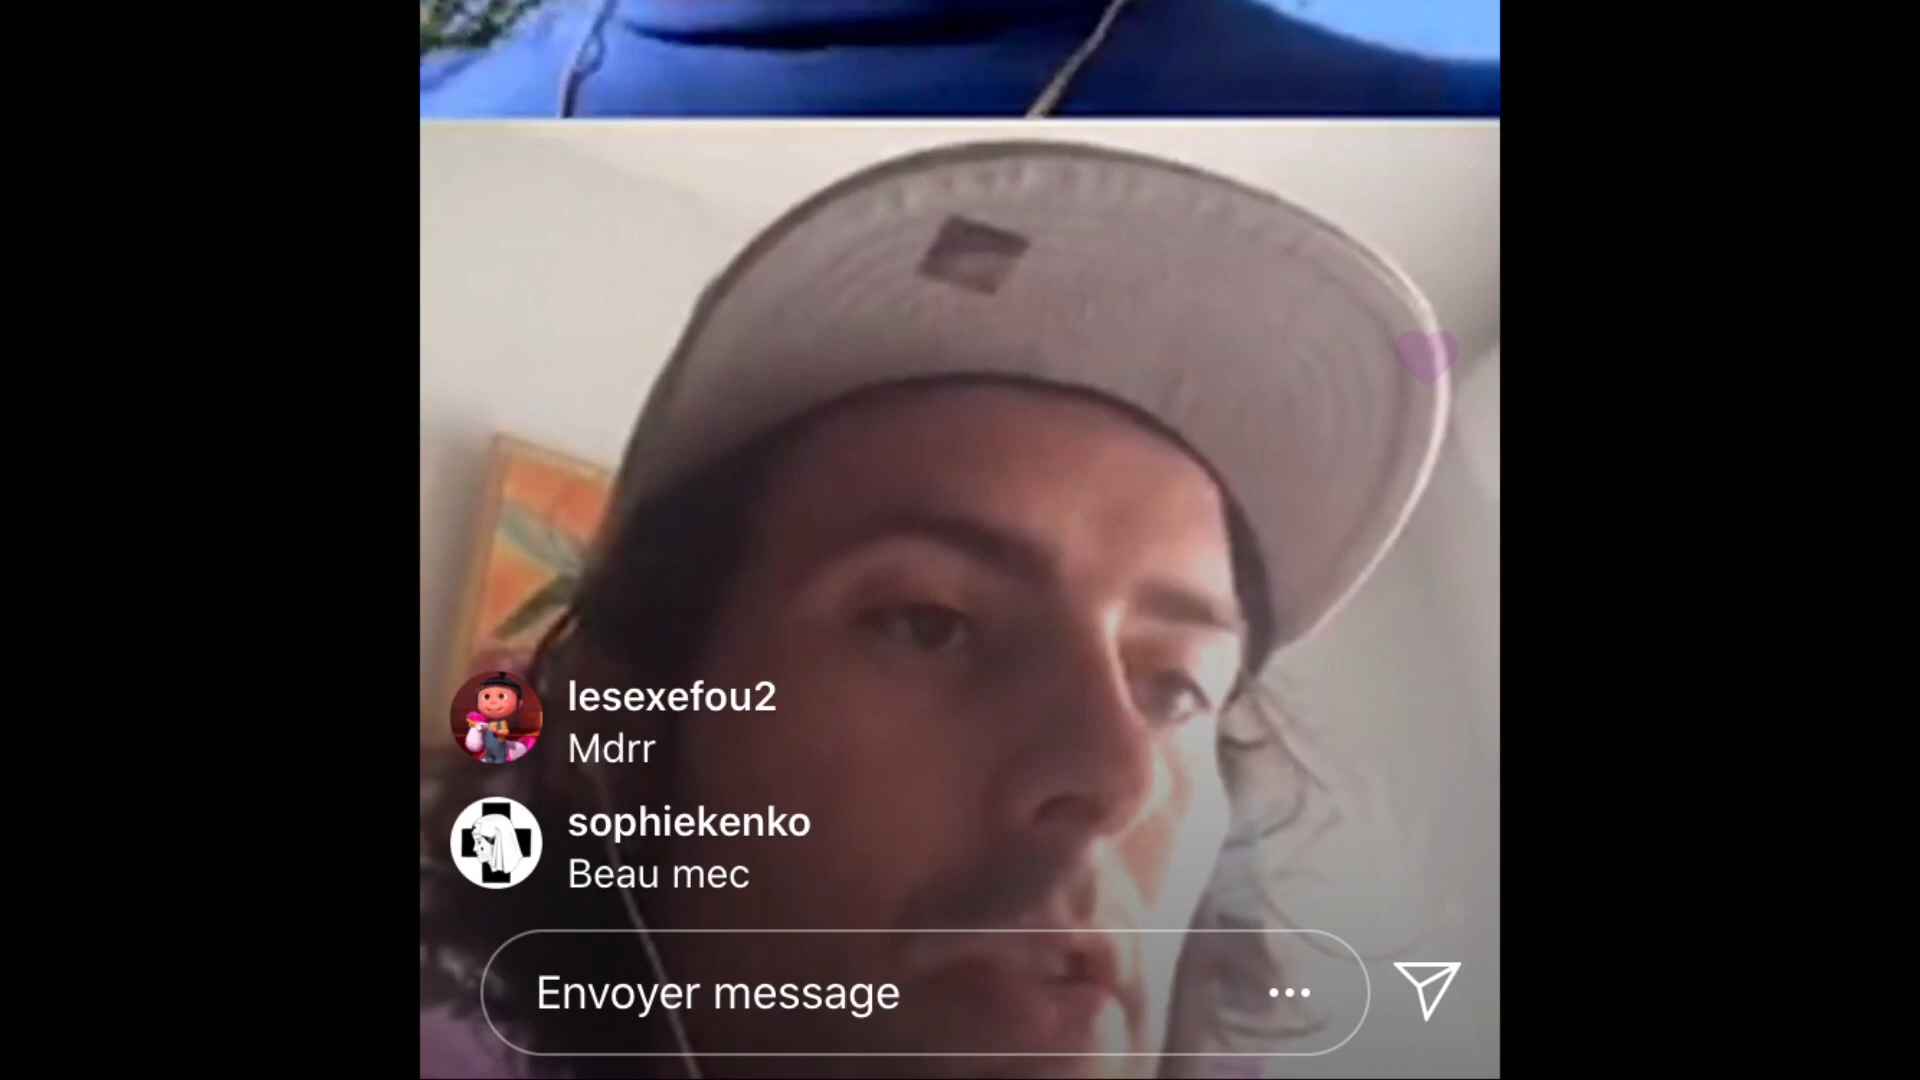 lesexefou2
Mdrr
sophiekenko
Beau mec
Envoyer message